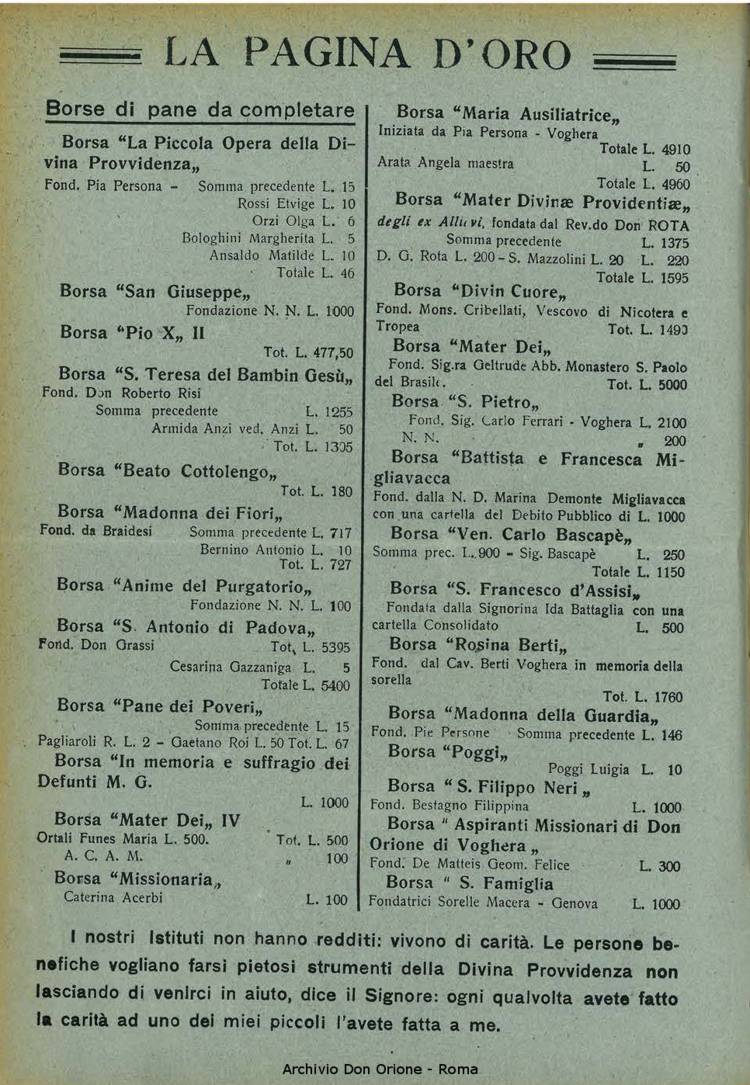 LA PAGINA D'ORO
Borse di pane da completare
Borsa “La Piccola Opera della Di-
vina Provvidenza„
Fond. Pia Persona - Somma precedente L. 15
Rossi Etvige L. 10
Orzi Olga L. 6
Bologhini Margherita L. 5
Ansaldo Matilde L. 10
Totale L. 46
Borsa “San Giuseppe„
Fondazione N. N. L. 1000
Borsa “Pio X„ II
Tot. L. 477,50
Borsa “S. Teresa del Bambin Gesù„
Fond. Don Roberto Risi
Somma precedente L. 1255
Armida Anzi ved. Anzi L. 50
Tot. L. 1305
Borsa “Beato Cottolengo„
Tot. L. 180
Borsa “Madonna dei Fiori„
Fond. da Braidesi Somma precedente L. 717
Bernino Antonio L. 10
Tot. L. 727
Borsa “Anime del Purgatorio„
Fondazione N. N. L. 100
Borsa “S. Antonio di Padova„
Fond. Don Grassi Tot. L. 5395
Cesarina Gazzaniga L. 5
Totale L. 5400
Borsa “Pane dei Poveri„
Somma precedente L. 15
Pagliaroli R. L. 2 - Gaetano Roi L. 50 Tot. L. 67
Borsa “In memoria e suffragio dei
Defunti M. G.
L. 1000
Borsa “Mater Dei„ IV
Ortali Funes Maria L. 500. Tot. L. 500
A. C. A. M. „ 100
Borsa “Missionaria„
Caterina Acerbi L. 100
Borsa “Maria Ausiliatrice„
Iniziata da Pia Persona - Voghera
Totale L. 4910
Arata Angela maestra L. 50
Totale L. 4960
Borsa “Mater Divinæ Providentiæ„
degli ex Allievi, fondata dal Rev.do Don ROTA
Somma precedente L. 1375
D. G. Rota L. 200 - S. Mazzolini L. 20 L. 220
Totale L. 1595
Borsa “Divin Cuore„
Fond. Mons. Cribellati, Vescovo di Nicotera e
Tropea Tot. L. 1490
Borsa “Mater Dei„
Fond. Sig.ra Geltrude Abb. Monastero S. Paolo
del Brasile. Tot. L. 5000
Borsa “S. Pietro„
Fond. Sig. Carlo Ferrari - Voghera L. 2100
N. N. „ 200
Borsa “Battista e Francesca Mi-
gliavacca
Fond. dalla N. D. Marina Demonte Migliavacca
con una cartella del Debito Pubblico di L. 1000
Borsa “Ven. Carlo Bascapè„
Somma prec. L. 900 - Sig. Bascapè L. 250
Totale L. 1150
Borsa “S. Francesco d'Assisi„
Fondata dalla Signorina Ida Battaglia con una
cartella Consolidato L. 500
Borsa “Rosina Berti„
Fond. dal Cav. Berti Voghera in memoria della
sorella
Tot. L. 1760
Borsa “Madonna della Guardia„
Fond. Pie Persone Somma precedente L. 146
Borsa “Poggi„
Poggi Luigia L. 10
Borsa “S. Filippo Neri„
Fond. Bestagno Filippina L. 1000
Borsa “Aspiranti Missionari di Don
Orione di Voghera„
Fond. De Matteis Geom. Felice L. 300
Borsa “S. Famiglia
Fondatrici Sorelle Macera - Genova L. 1000
I nostri Istituti non hanno redditi: vivono di carità. Le persone be-
nefiche vogliano farsi pietosi strumenti della Divina Provvidenza non
lasciando di venirci in aiuto, dice il Signore: ogni qualvolta avete fatto
la carità ad uno dei miei piccoli l'avete fatta a me.
Archivio Don Orione - Roma